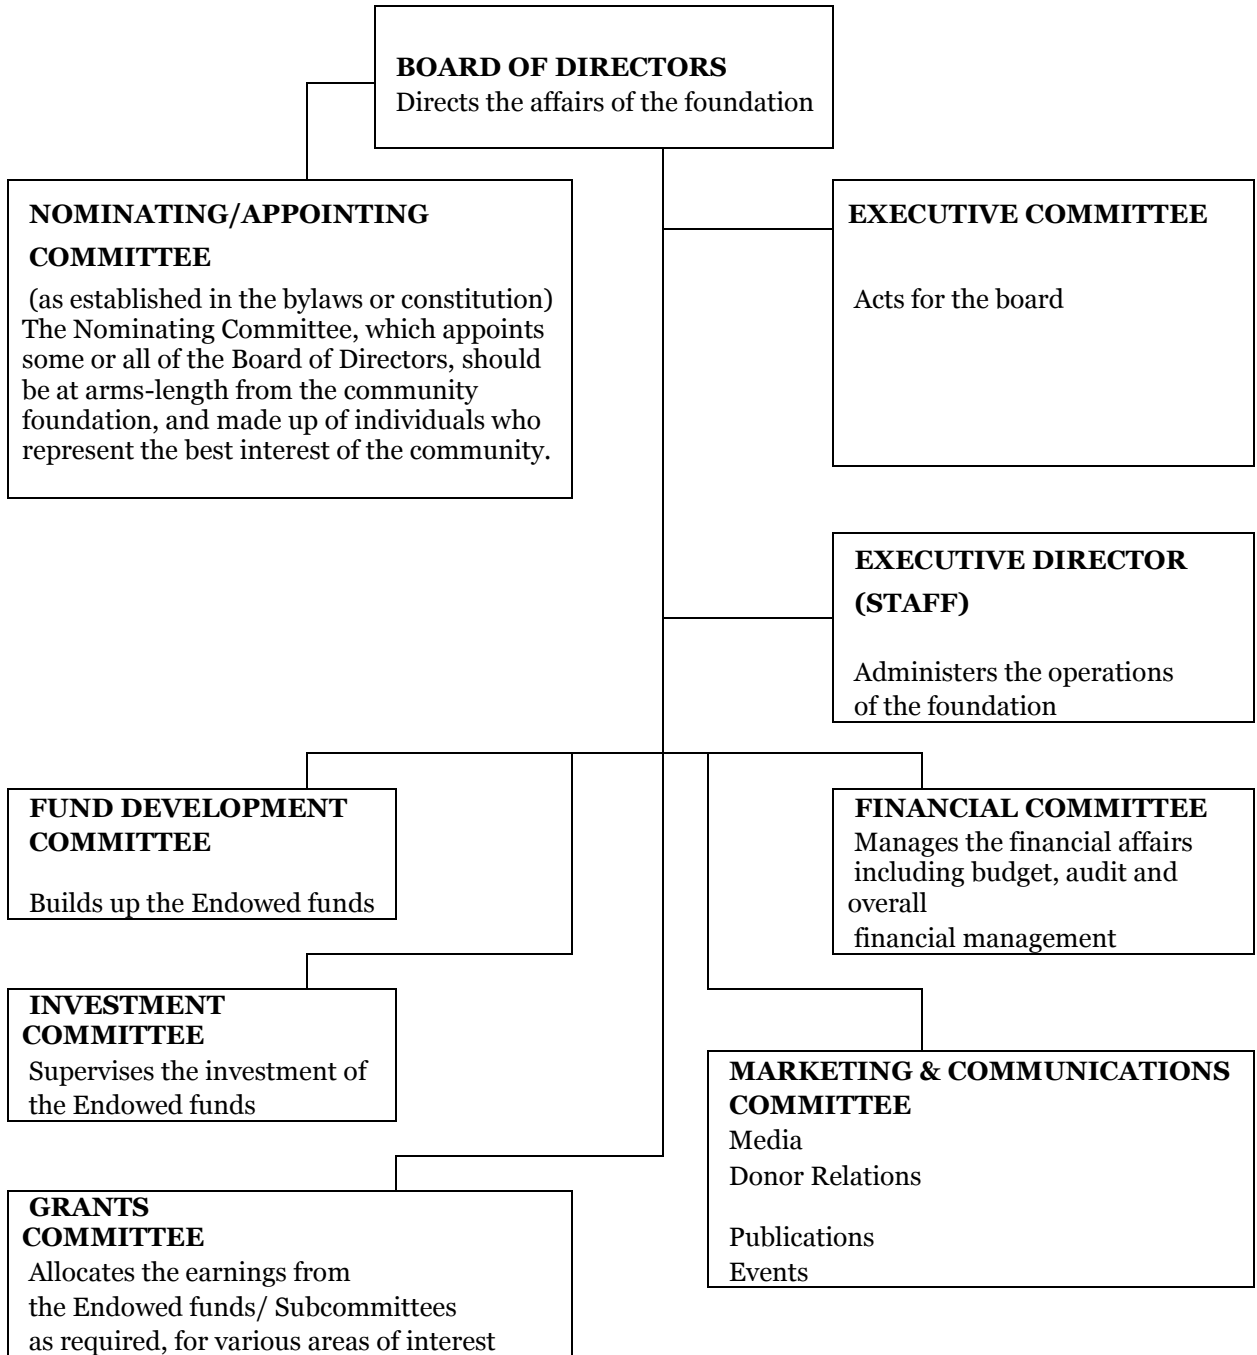 BOARD OF DIRECTORS
Directs the affairs of the foundation
NOMINATING/APPOINTING
COMMITTEE
(as established in the bylaws or constitution)
The Nominating Committee, which appoints
some or all of the Board of Directors, should
be at arms-length from the community
foundation, and made up of individuals who
represent the best interest of the community.
EXECUTIVE COMMITTEE
Acts for the board
EXECUTIVE DIRECTOR
(STAFF)
Administers the operations
of the foundation
FUND DEVELOPMENT
COMMITTEE
Builds up the Endowed funds
FINANCIAL COMMITTEE
Manages the financial affairs
including budget, audit and
overall
financial management
INVESTMENT
COMMITTEE
Supervises the investment of
the Endowed funds
MARKETING & COMMUNICATIONS
COMMITTEE
Media
Donor Relations
Publications
Events
GRANTS
COMMITTEE
Allocates the earnings from
the Endowed funds/ Subcommittees
as required, for various areas of interest